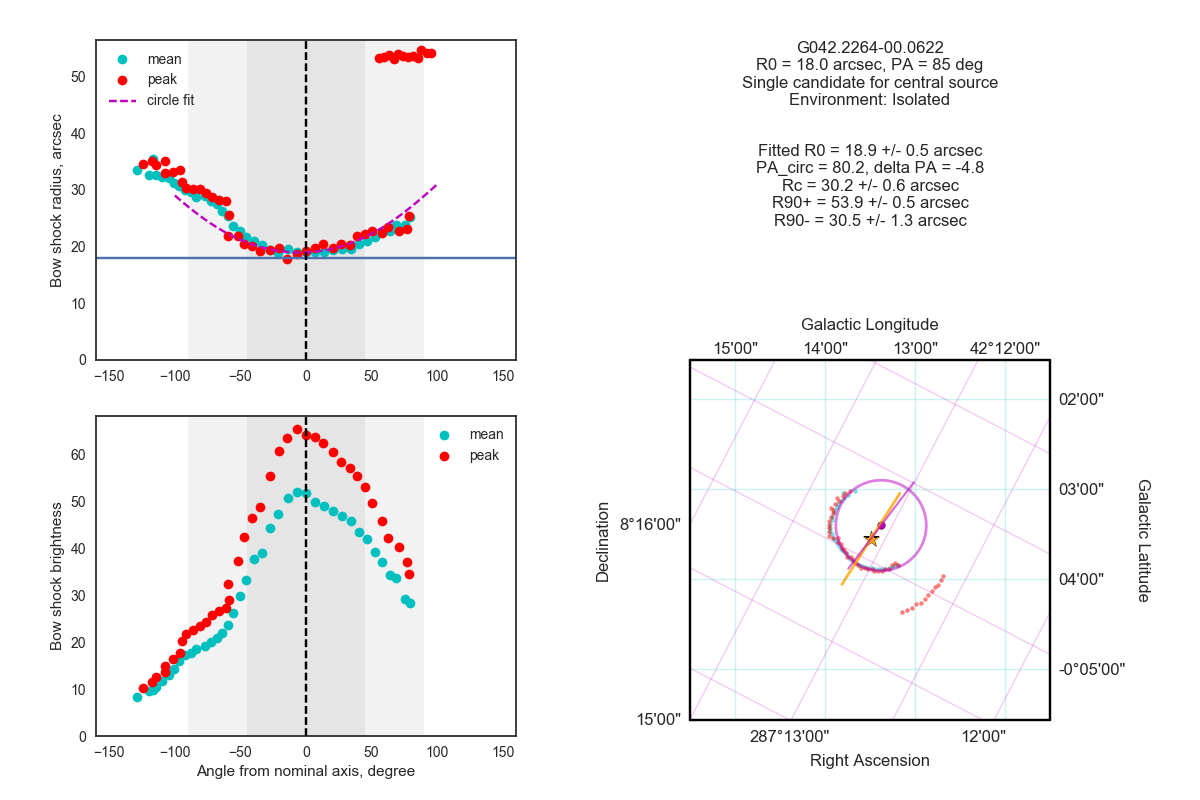 mean
peak
circle fit
Bow shock radius, arcsec
50
40
30
20
10
0
−150 −100 −50 0 50 100 150
mean
peak
Bow shock brightness
60
50
40
30
20
10
0
−150 −100 −50 0 50 100 150
Angle from nominal axis, degree
G042.2264-00.0622
R0 = 18.0 arcsec, PA = 85 deg
Single candidate for central source
Environment: Isolated
Fitted R0 = 18.9 +/- 0.5 arcsec
PA_circ = 80.2, delta PA = -4.8
Rc = 30.2 +/- 0.6 arcsec
R90+ = 53.9 +/- 0.5 arcsec
R90- = 30.5 +/- 1.3 arcsec
Galactic Longitude
15'00" 14'00" 13'00" 42°12'00"
02'00"
03'00"
04'00"
-0°05'00"
Galactic Latitude
Declination
8°16'00"
15'00"
287°13'00" 12'00"
Right Ascension